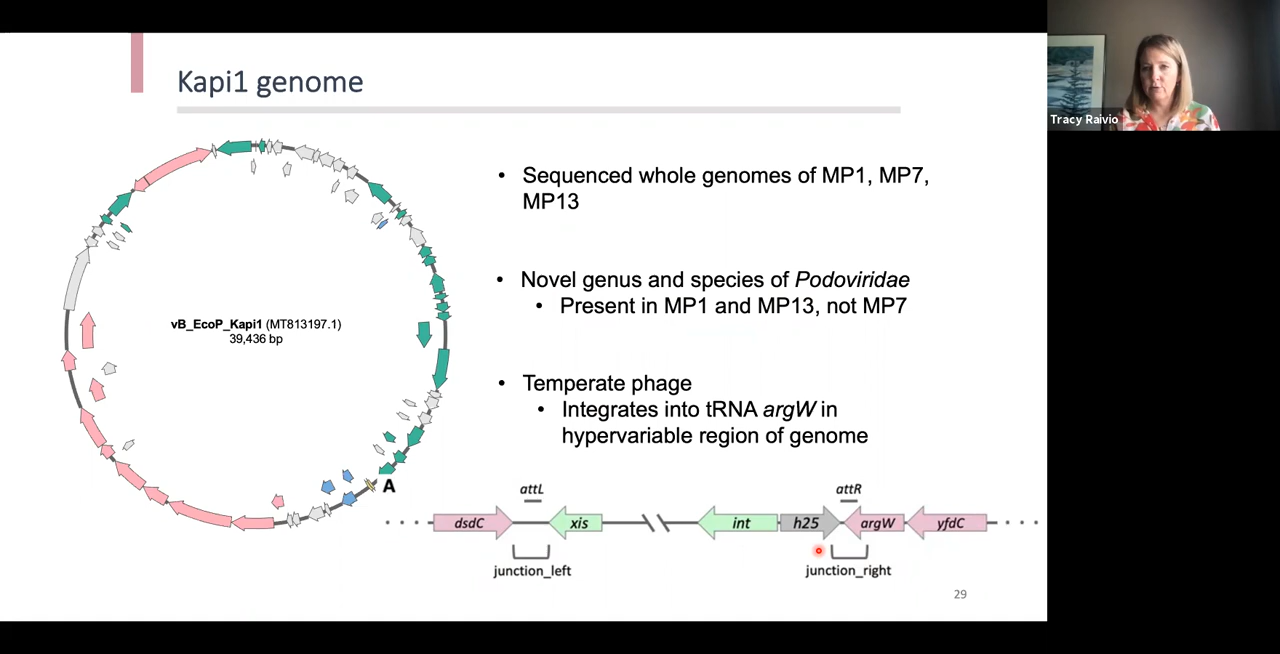 Kapi1 genome
Tracy Raivio
• Sequenced whole genomes of MP1, MP7,
MP13
• Novel genus and species of Podoviridae
• Present in MP1 and MP13, not MP7
vB_EcoP_Kapi1 (MT813197.1)
39,436 bp
• Temperate phage
• Integrates into tRNA argW in
hypervariable region of genome
A
attL
attR
dsdC
xis
int
h25
argW
yfdC
junction_left
junction_right
29